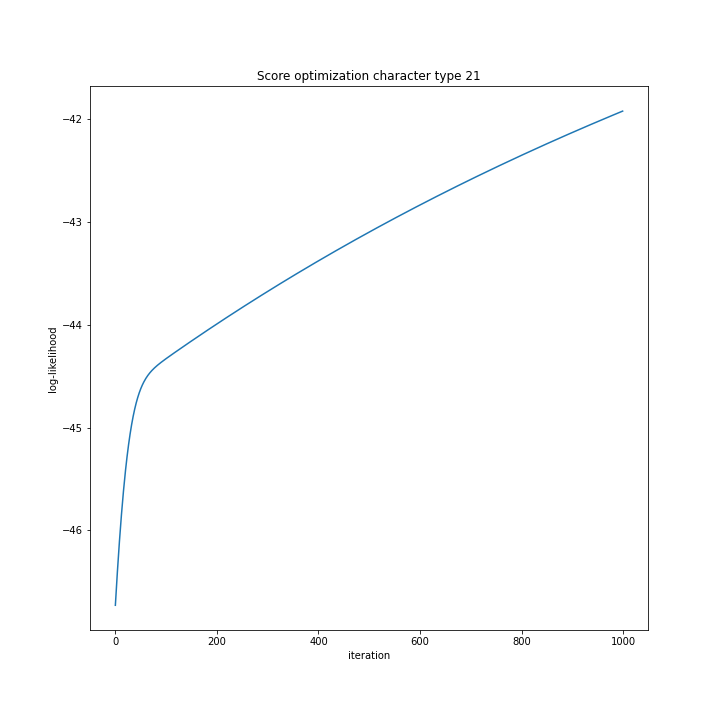 Score optimization character type 21
−42
−43
−44
−45
−46
log-likelihood
0 200 400 600 800 1000
iteration